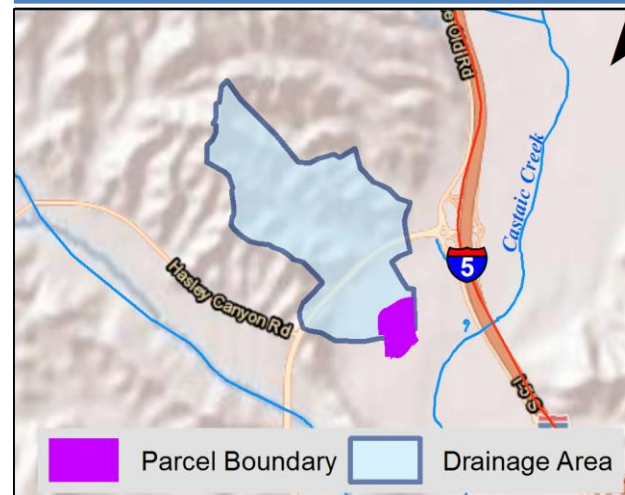 e Old Rd
Castaic Creek
5
Hasley Canyon Rd
I-5 S
Parcel Boundary
Drainage Area